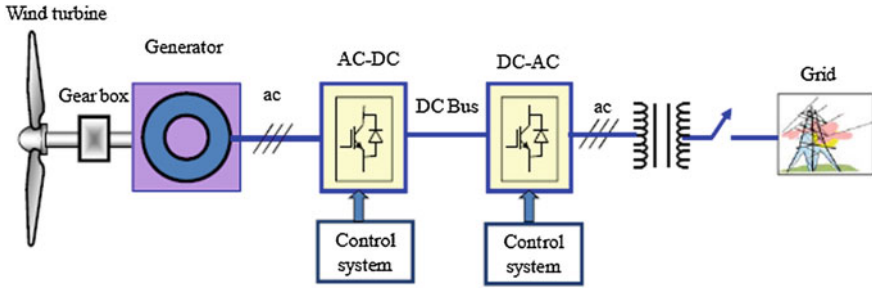 Wind turbine
Generator
Gear box
ac
AC-DC
DC Bus
DC-AC
ac
Grid
Control
system
Control
system